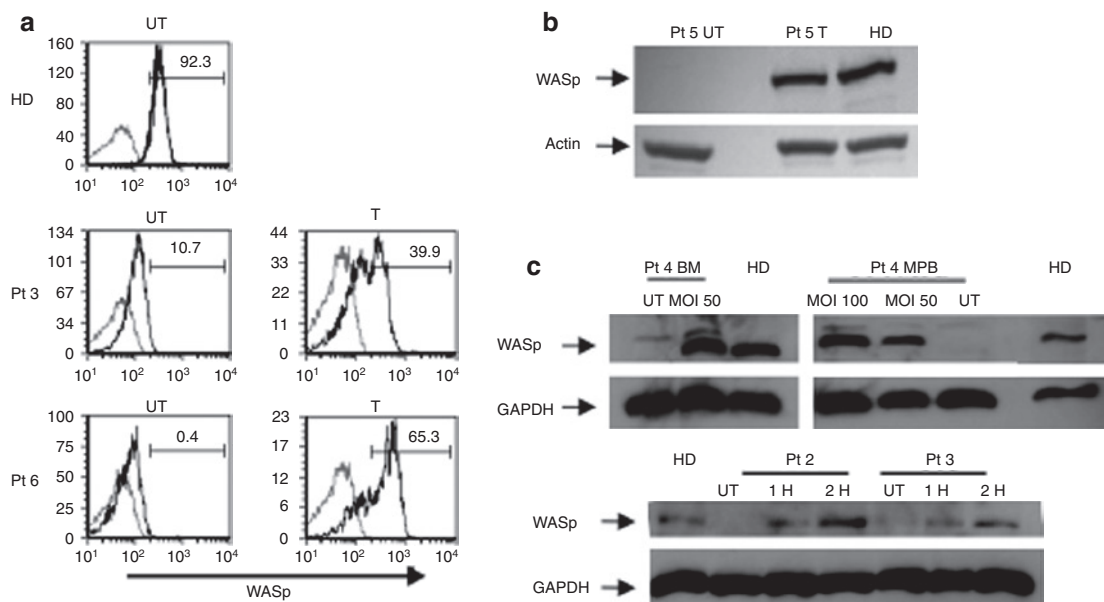 a
UT
160
120
80
40
0
HD
92.3
10¹ 10² 10³ 10⁴
UT
134
101
67
34
0
Pt 3
10.7
10¹ 10² 10³ 10⁴
T
44
33
22
11
0
39.9
10¹ 10² 10³ 10⁴
UT
100
75
50
25
0
Pt 6
0.4
10¹ 10² 10³ 10⁴
T
23
17
12
6
0
65.3
10¹ 10² 10³ 10⁴
WASp
b
Pt 5 UT Pt 5 T HD
WASp
Actin
c
Pt 4 BM HD Pt 4 MPB HD
UT MOI 50 MOI 100 MOI 50 UT
WASp
GAPDH
HD Pt 2 Pt 3
UT 1 H 2 H UT 1 H 2 H
WASp
GAPDH